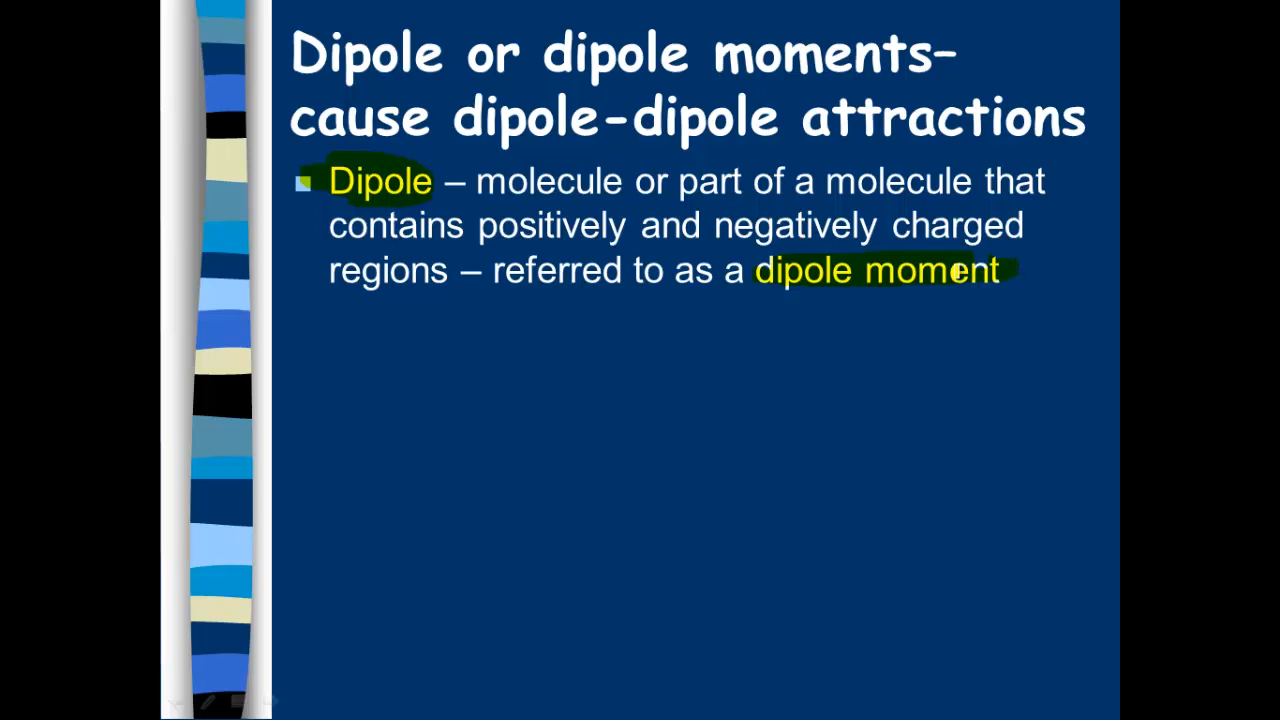 Dipole or dipole moments–
cause dipole-dipole attractions
Dipole – molecule or part of a molecule that
contains positively and negatively charged
regions – referred to as a dipole moment